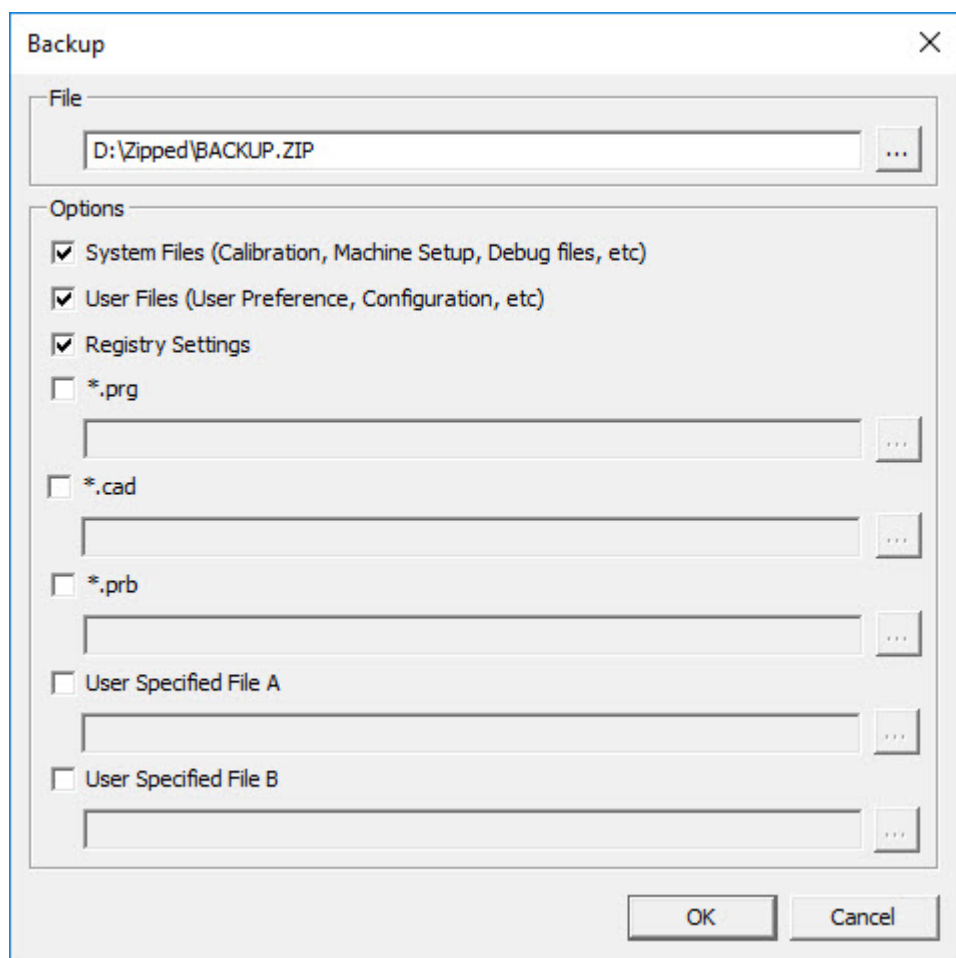 Backup
File
D:\Zipped\BACKUP.ZIP
...
Options
System Files (Calibration, Machine Setup, Debug files, etc)
User Files (User Preference, Configuration, etc)
Registry Settings
*.prg
...
*.cad
...
*.prb
...
User Specified File A
...
User Specified File B
...
OK Cancel